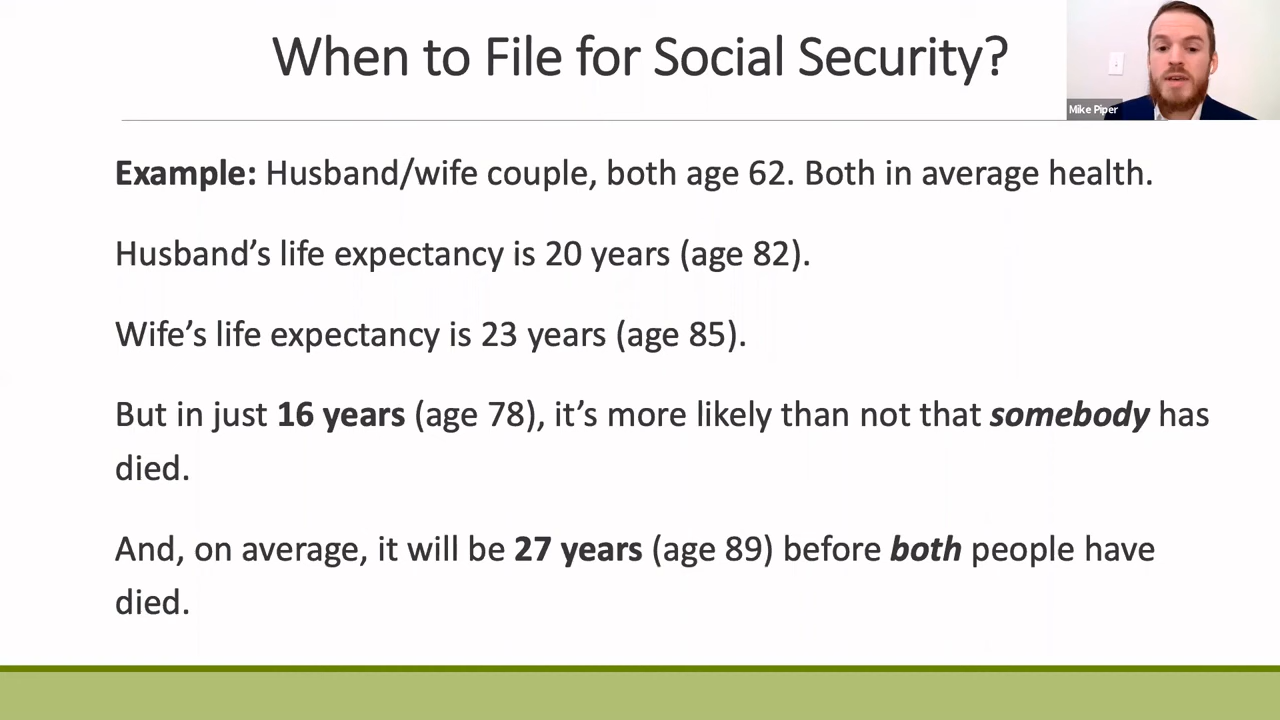 When to File for Social Security?
Mike Piper
Example: Husband/wife couple, both age 62. Both in average health.
Husband’s life expectancy is 20 years (age 82).
Wife’s life expectancy is 23 years (age 85).
But in just 16 years (age 78), it’s more likely than not that somebody has
died.
And, on average, it will be 27 years (age 89) before both people have
died.